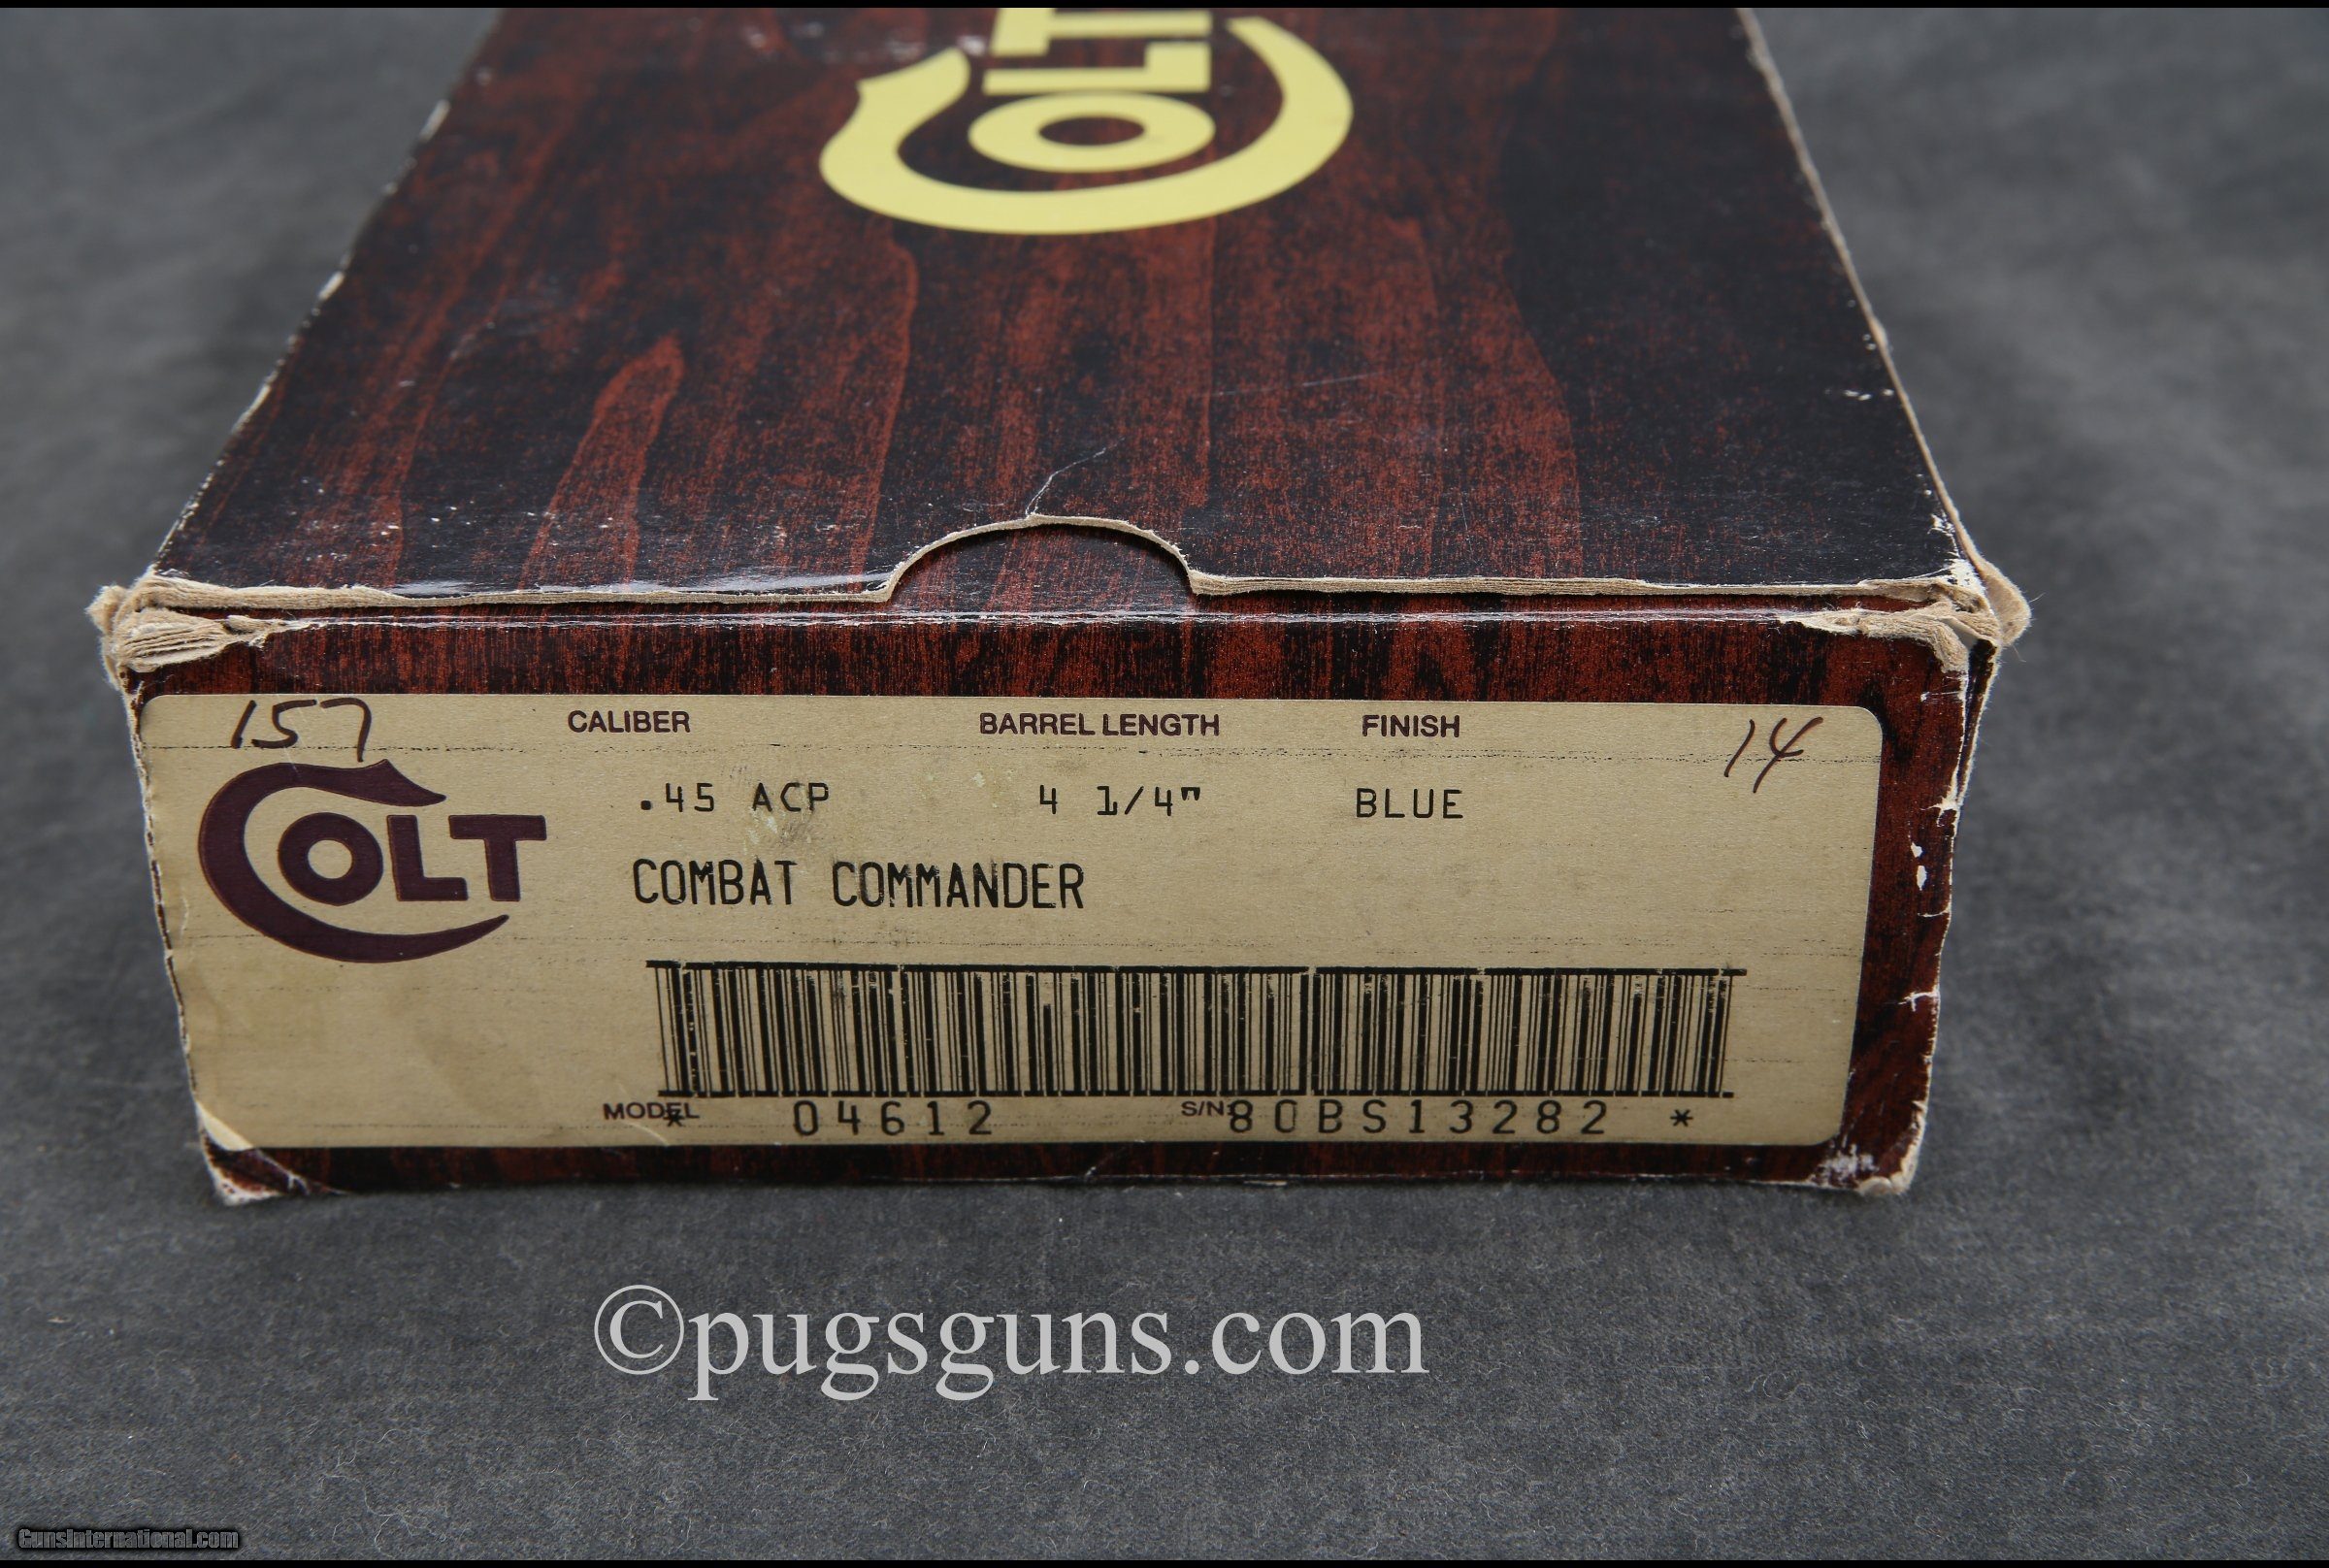 COLT
157
CALIBER BARREL LENGTH FINISH
14
COLT
.45 ACP 4 1/4" BLUE
COMBAT COMMANDER
MODEL * 04612 S/N: 80BS13282 *
©pugsguns.com
GunsInternational.com